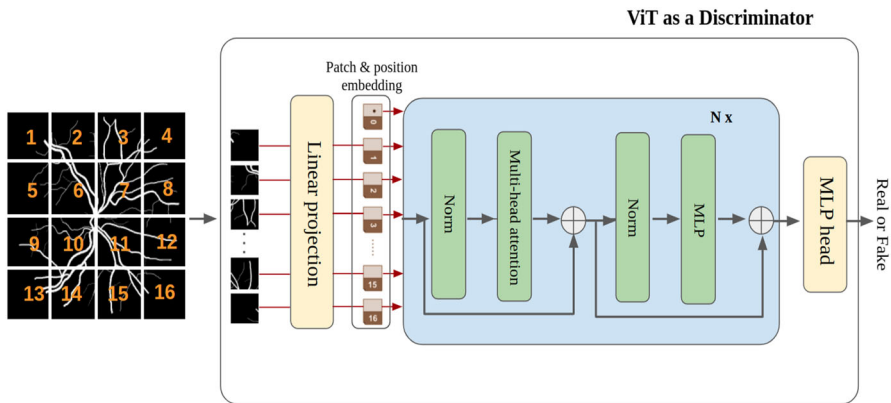 ViT as a Discriminator
Patch & position
embedding
1 2 3 4
5 6 7 8
9 10 11 12
13 14 15 16
Linear projection
*
0
1
2
3
15
16
N x
Norm
Multi-head
attention
Norm
MLP
MLP head
Real or Fake